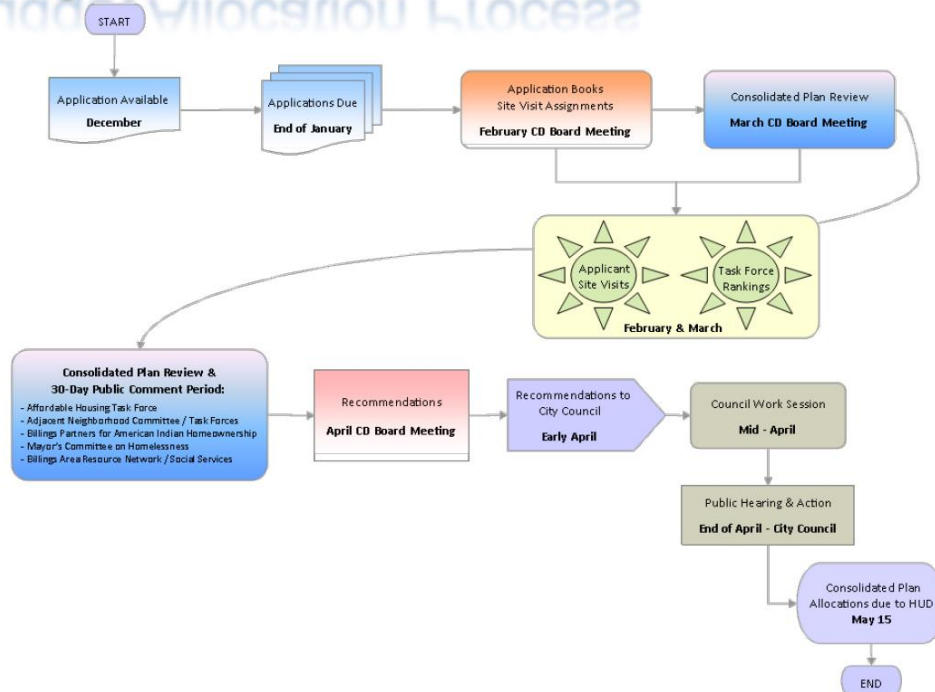 Allocation Process
START
Application Available
December
Applications Due
End of January
Application Books
Site Visit Assignments
February CD Board Meeting
Consolidated Plan Review
March CD Board Meeting
Applicant
Site Visits
Task Force
Rankings
February & March
Consolidated Plan Review &
30-Day Public Comment Period:
- Affordable Housing Task Force
- Adjacent Neighborhood Committee / Task Forces
- Billings Partners for American Indian Homeownership
- Mayor's Committee on Homelessness
- Billings Area Resource Network / Social Services
Recommendations
April CD Board Meeting
Recommendations to
City Council
Early April
Council Work Session
Mid - April
Public Hearing & Action
End of April - City Council
Consolidated Plan
Allocations due to HUD
May 15
END